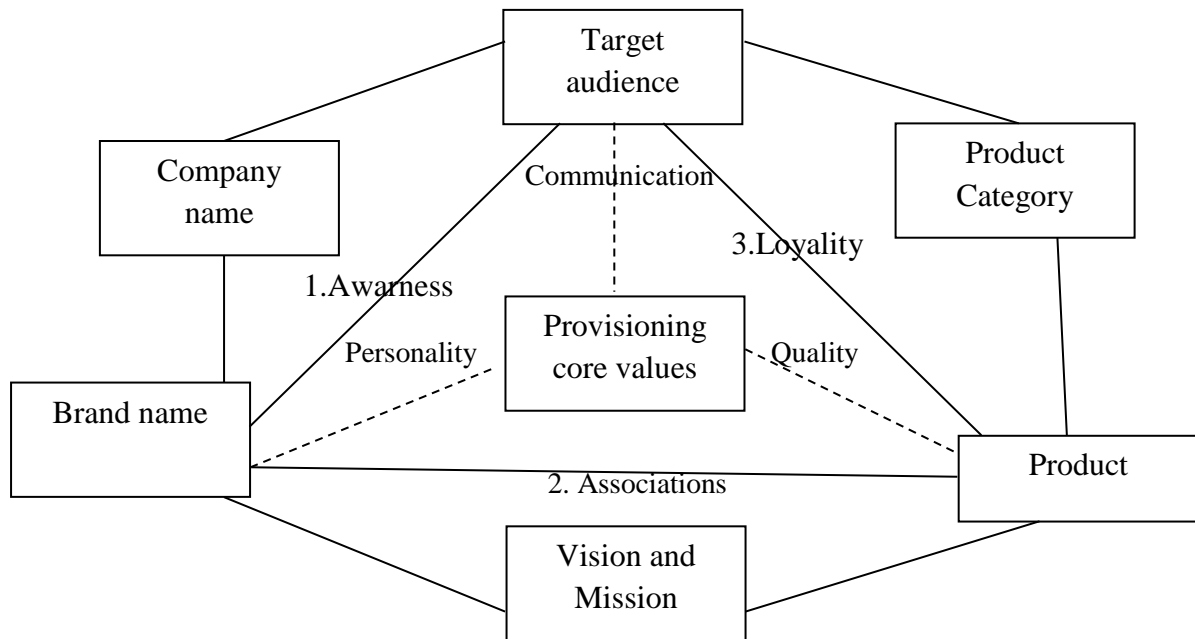 Target
audience
Company
name
Product
Category
Communication
3.Loyality
1.Awarness
Provisioning
core values
Personality
Quality
Brand name
Product
2. Associations
Vision and
Mission